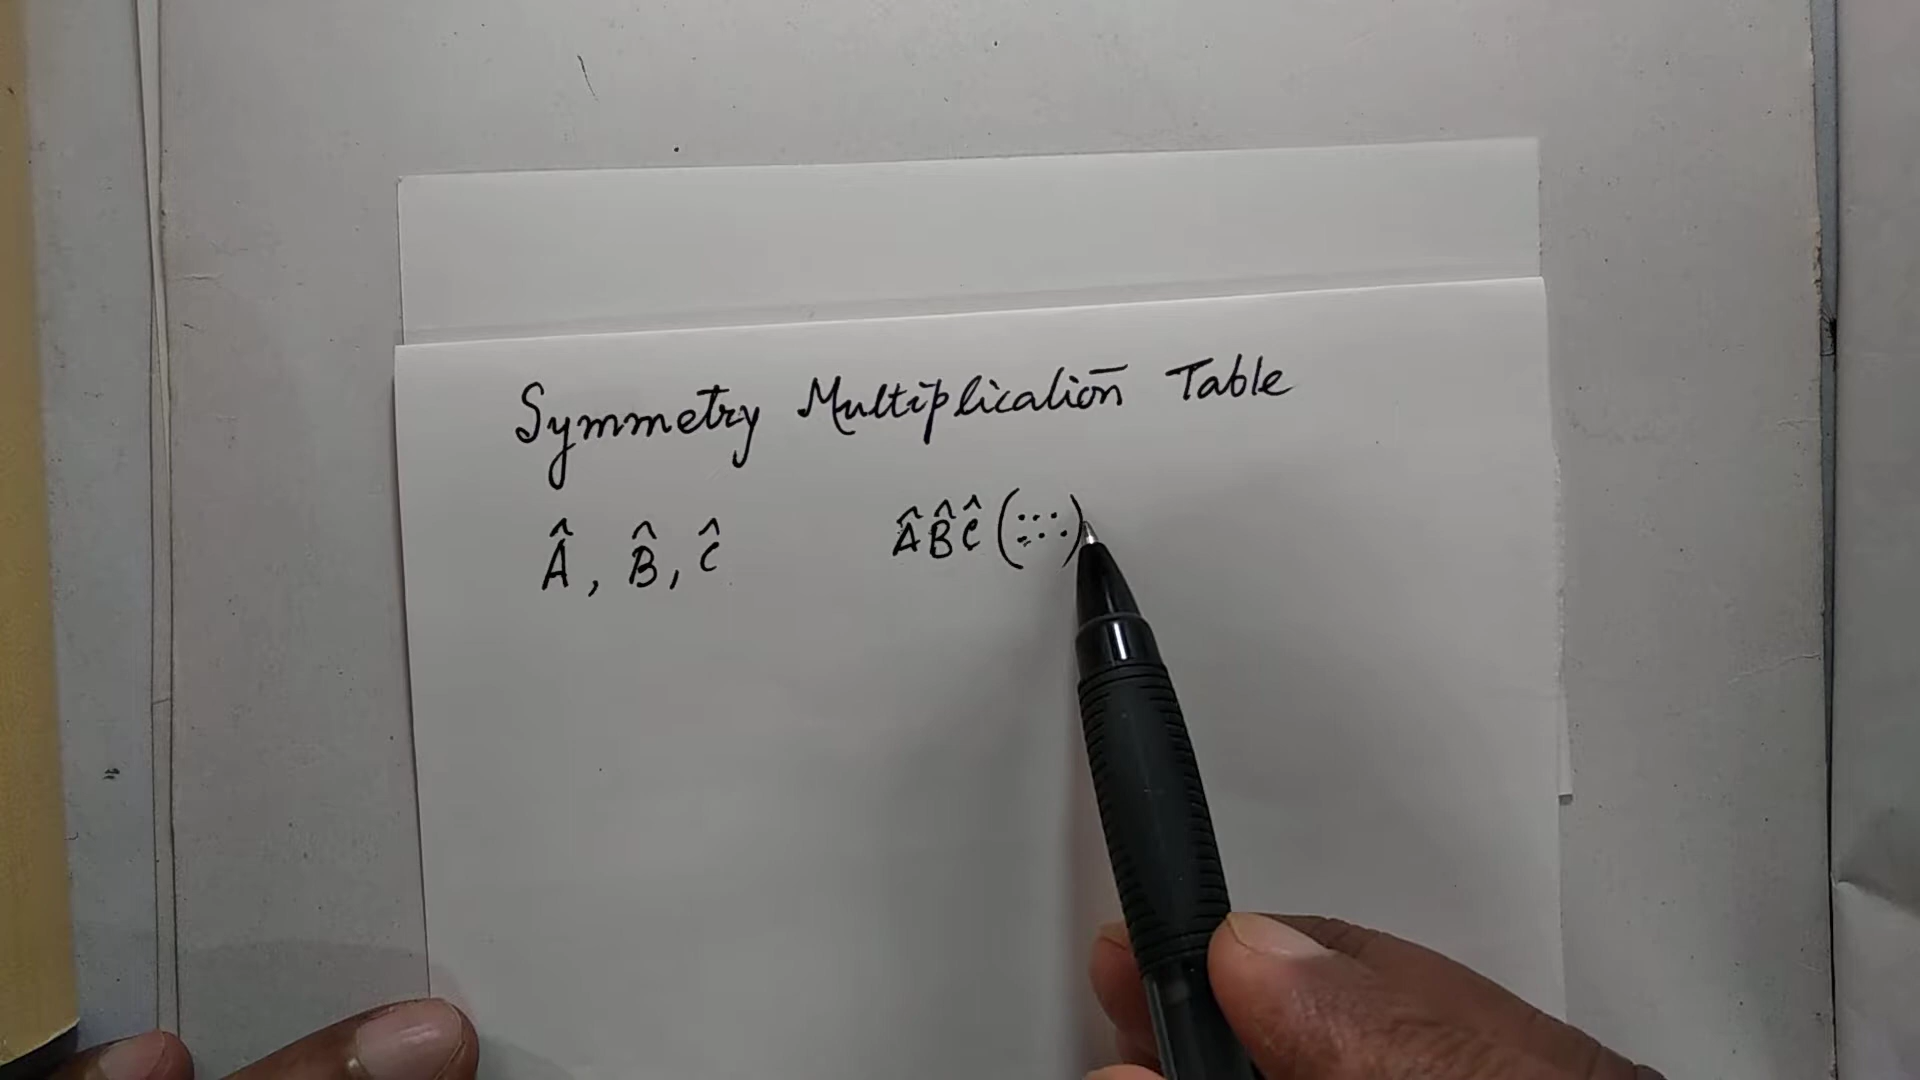 Symmetry Multiplication Table
Â, B̂, Ĉ ÂB̂Ĉ(:::)